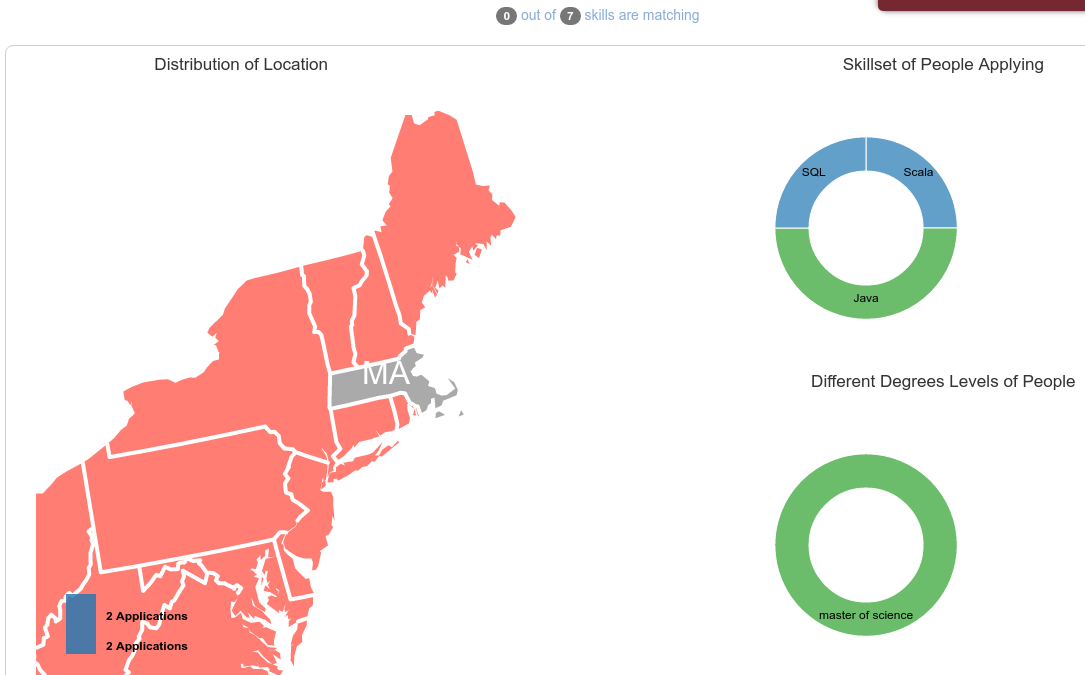 0 out of 7 skills are matching
Distribution of Location
Skillset of People Applying
SQL
Scala
Java
MA
Different Degrees Levels of People
master of science
2 Applications
2 Applications